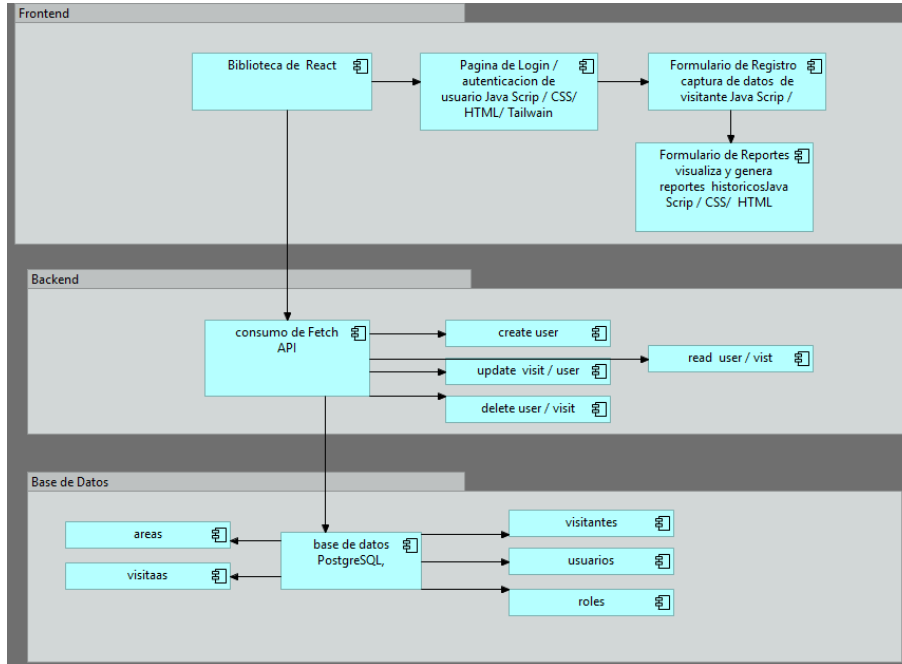 Frontend
Biblioteca de React
Pagina de Login /
autenticacion de
usuario Java Scrip / CSS/
HTML/ Tailwain
Formulario de Registro
captura de datos de
visitante Java Scrip /
Formulario de Reportes
visualiza y genera
reportes historicosJava
Scrip / CSS/ HTML
Backend
consumo de Fetch
API
create user
read user / vist
update visit / user
delete user / visit
Base de Datos
areas
visitaas
base de datos
PostgreSQL,
visitantes
usuarios
roles